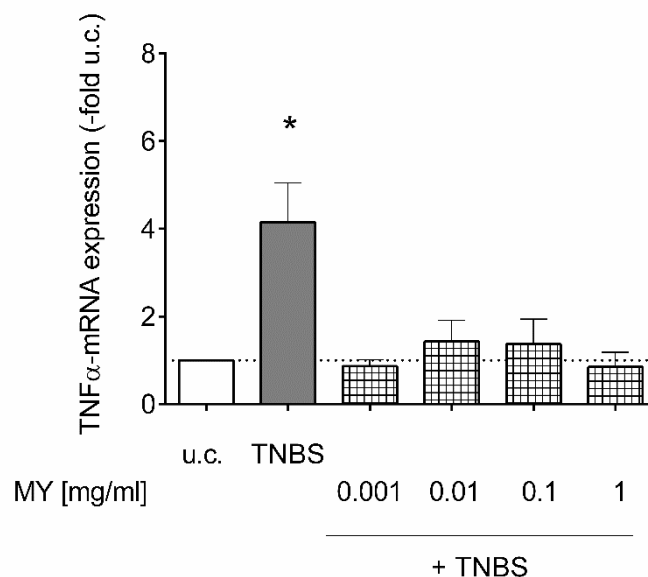 TNFα-mRNA expression (-fold u.c.)
8
6
4
2
0
*
u.c. TNBS
MY [mg/ml] 0.001 0.01 0.1 1
+ TNBS